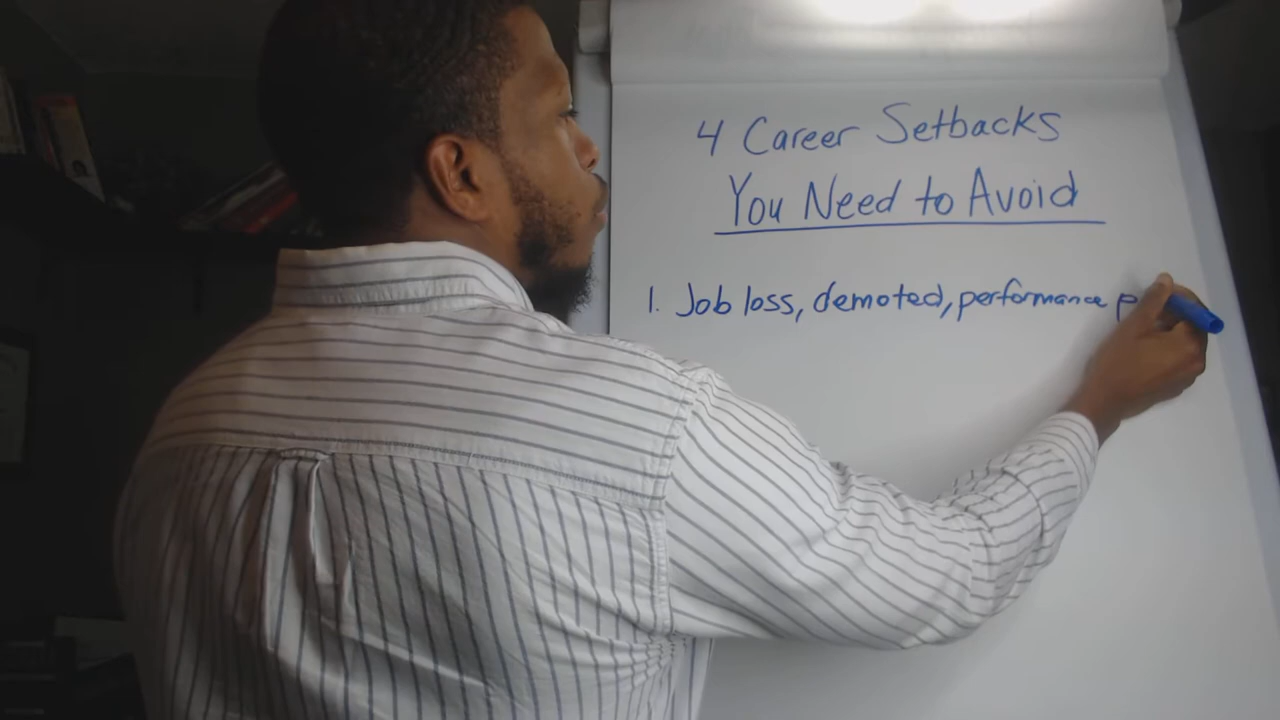 4 Career Setbacks
You Need to Avoid
1. Job loss, demoted, performance p